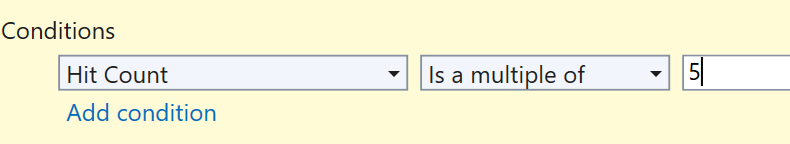 Conditions
Hit Count Is a multiple of 5
Add condition